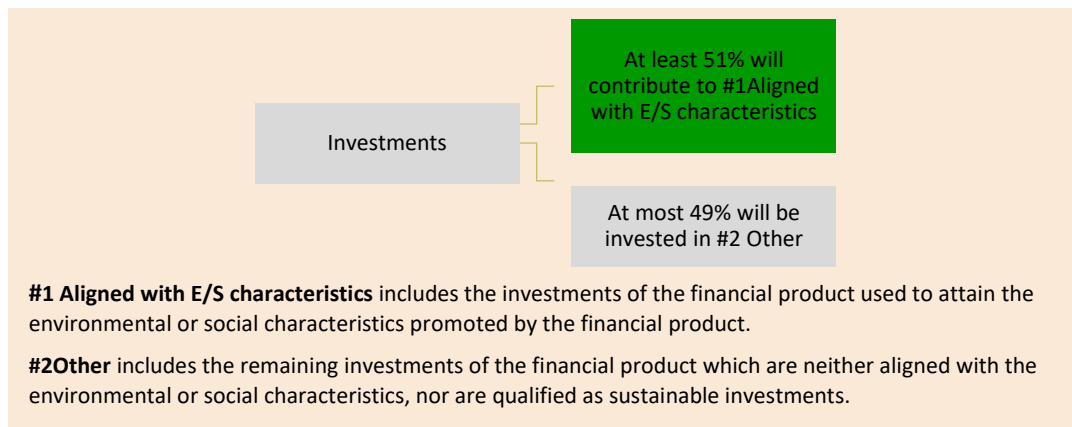 At least 51% will
contribute to #1Aligned
with E/S characteristics
Investments
At most 49% will be
invested in #2 Other
#1 Aligned with E/S characteristics includes the investments of the financial product used to attain the
environmental or social characteristics promoted by the financial product.
#2Other includes the remaining investments of the financial product which are neither aligned with the
environmental or social characteristics, nor are qualified as sustainable investments.